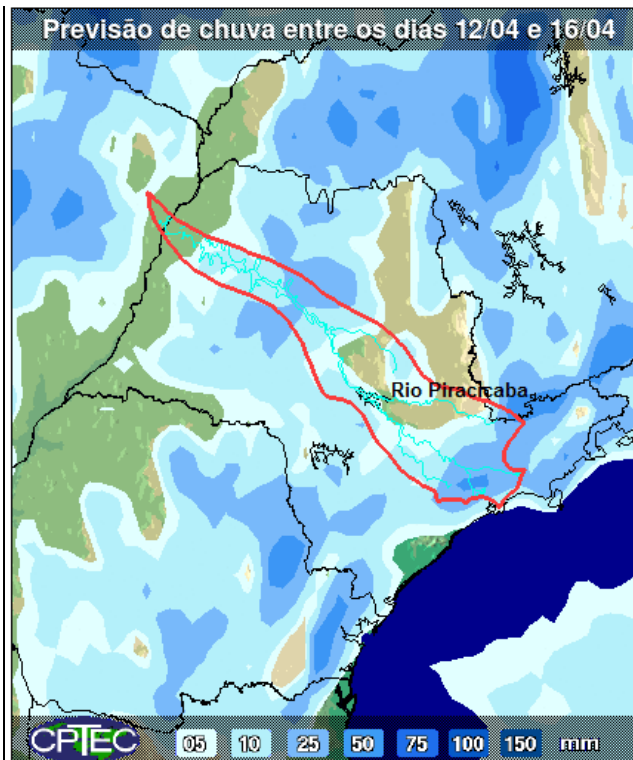 Previsão de chuva entre os dias 12/04 e 16/04
Rio Piracicaba
CPTEC 05 10 25 50 75 100 150 mm